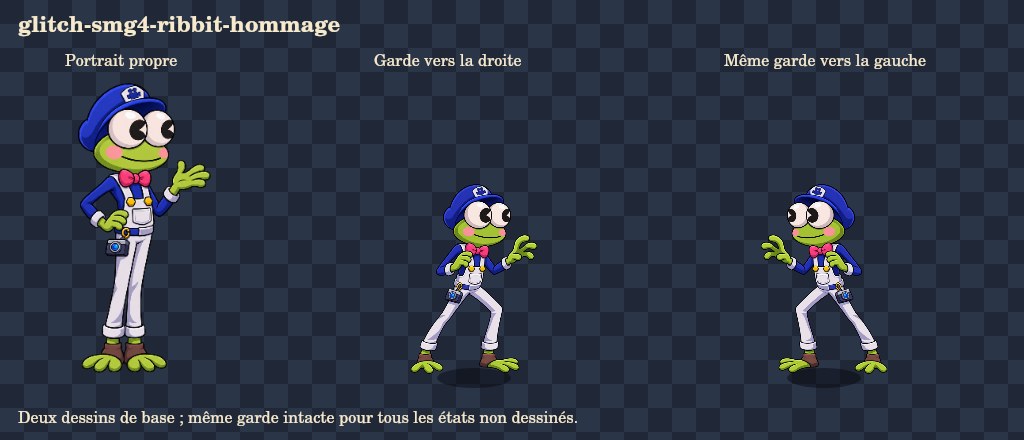 glitch-smg4-ribbit-hommage
Portrait propre
Garde vers la droite
Même garde vers la gauche
Deux dessins de base ; même garde intacte pour tous les états non dessinés.